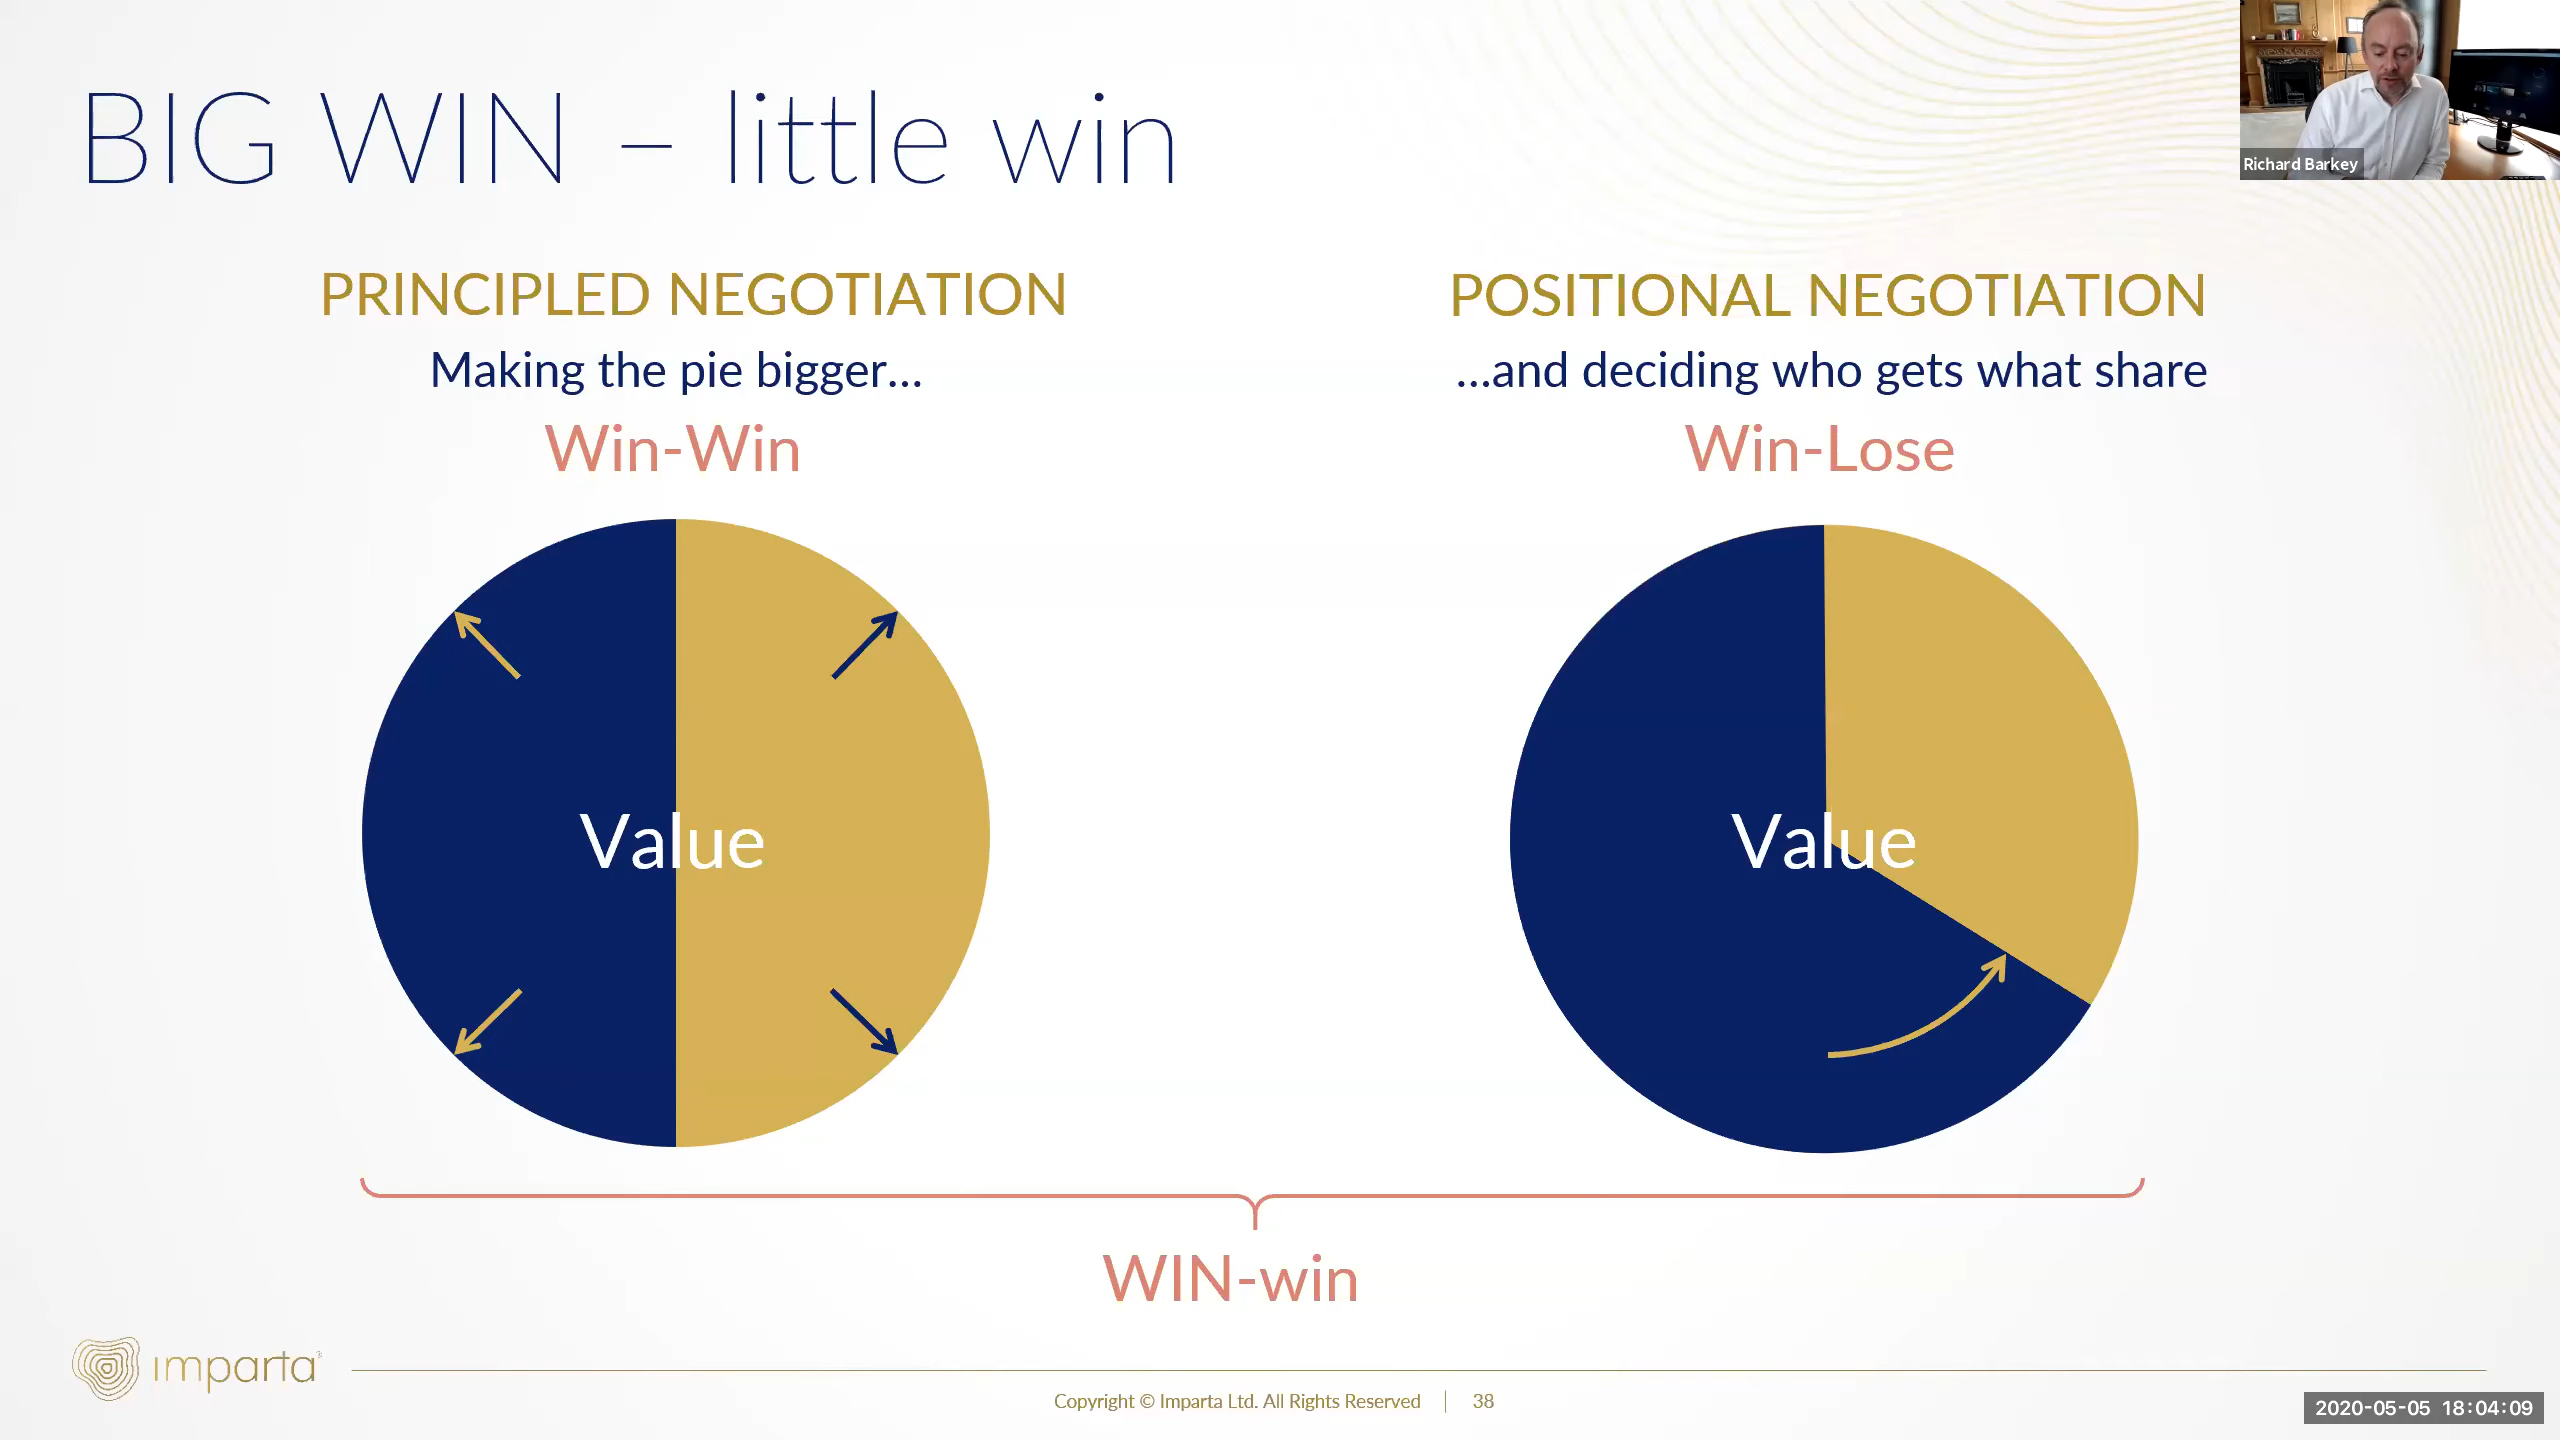 BIG WIN – little win
Richard Barkey
PRINCIPLED NEGOTIATION
Making the pie bigger...
Win-Win
POSITIONAL NEGOTIATION
...and deciding who gets what share
Win-Lose
Value
Value
WIN-win
imparta
Copyright © Imparta Ltd. All Rights Reserved | 38
2020-05-05 18:04:09